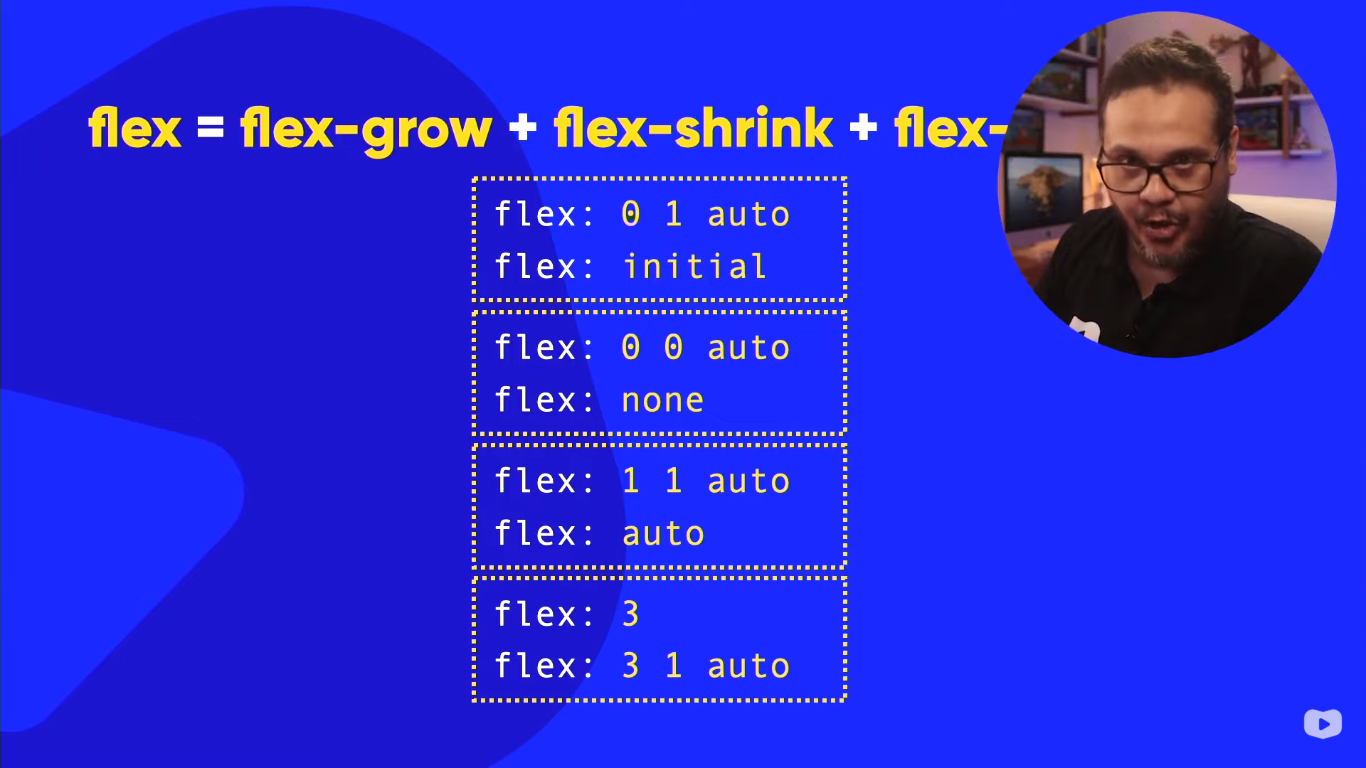 flex = flex-grow + flex-shrink + flex-
flex: 0 1 auto
flex: initial
flex: 0 0 auto
flex: none
flex: 1 1 auto
flex: auto
flex: 3
flex: 3 1 auto